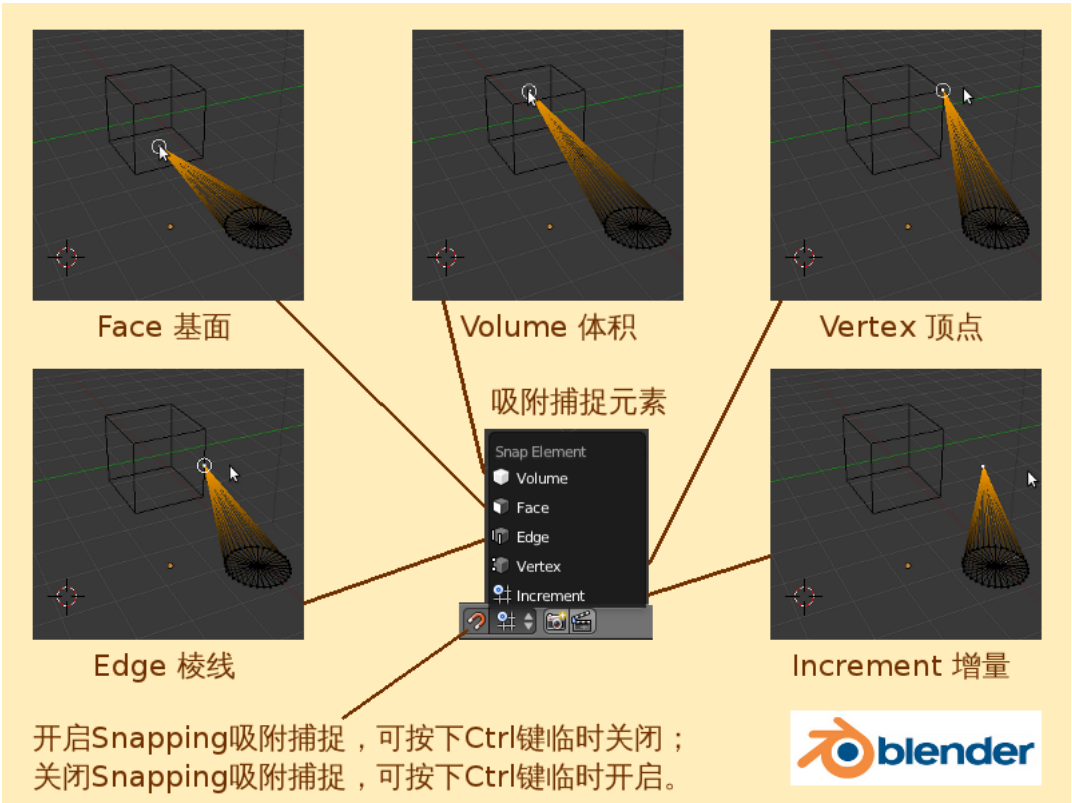 Face 基面
Volume 体积
Vertex 顶点
吸附捕捉元素
Snap Element
Volume
Face
Edge
Vertex
Increment
Edge 棱线
Increment 增量
开启Snapping吸附捕捉，可按下Ctrl键临时关闭；
关闭Snapping吸附捕捉，可按下Ctrl键临时开启。
blender